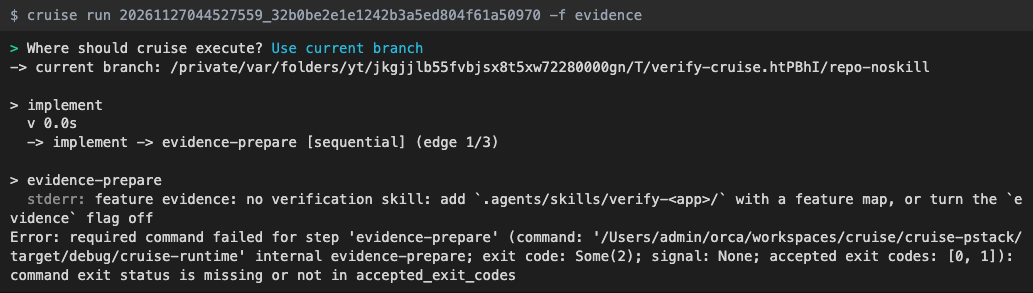 $ cruise run 20261127044527559_32b0be2e1e1242b3a5ed804f61a50970 -f evidence
> Where should cruise execute? Use current branch
-> current branch: /private/var/folders/yt/jkgjjlb55fvbjsx8t5xw72280000gn/T/verify-cruise.htPBhI/repo-noskill
> implement
v 0.0s
-> implement -> evidence-prepare [sequential] (edge 1/3)
> evidence-prepare
stderr: feature evidence: no verification skill: add `.agents/skills/verify-<app>/` with a feature map, or turn the `e
vidence` flag off
Error: required command failed for step 'evidence-prepare' (command: '/Users/admin/orca/workspaces/cruise/cruise-pstack/
target/debug/cruise-runtime' internal evidence-prepare; exit code: Some(2); signal: None; accepted exit codes: [0, 1]):
command exit status is missing or not in accepted_exit_codes